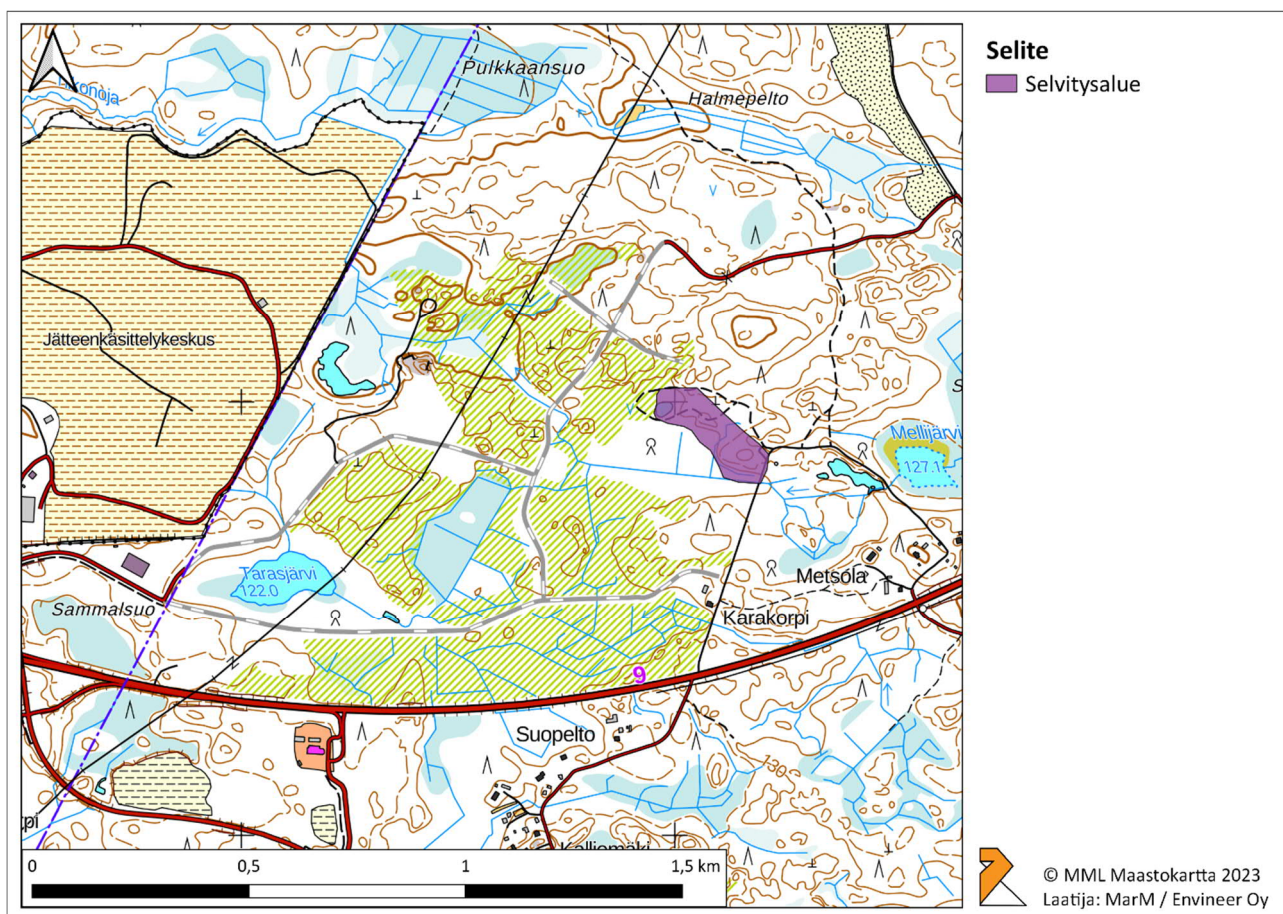 Selite
Selvitysalue
Pulkkaansuo
Halmepelto
Jätteenkäsittelykeskus
Mellijärvi
127.1
Tarasjärvi
122.0
Metsola
Sammalsuo
Karakorpi
9
Suopelto
130
Kalliomäki
0
0,5
1
1,5 km
© MML Maastokartta 2023
Laatija: MarM / Envineer Oy